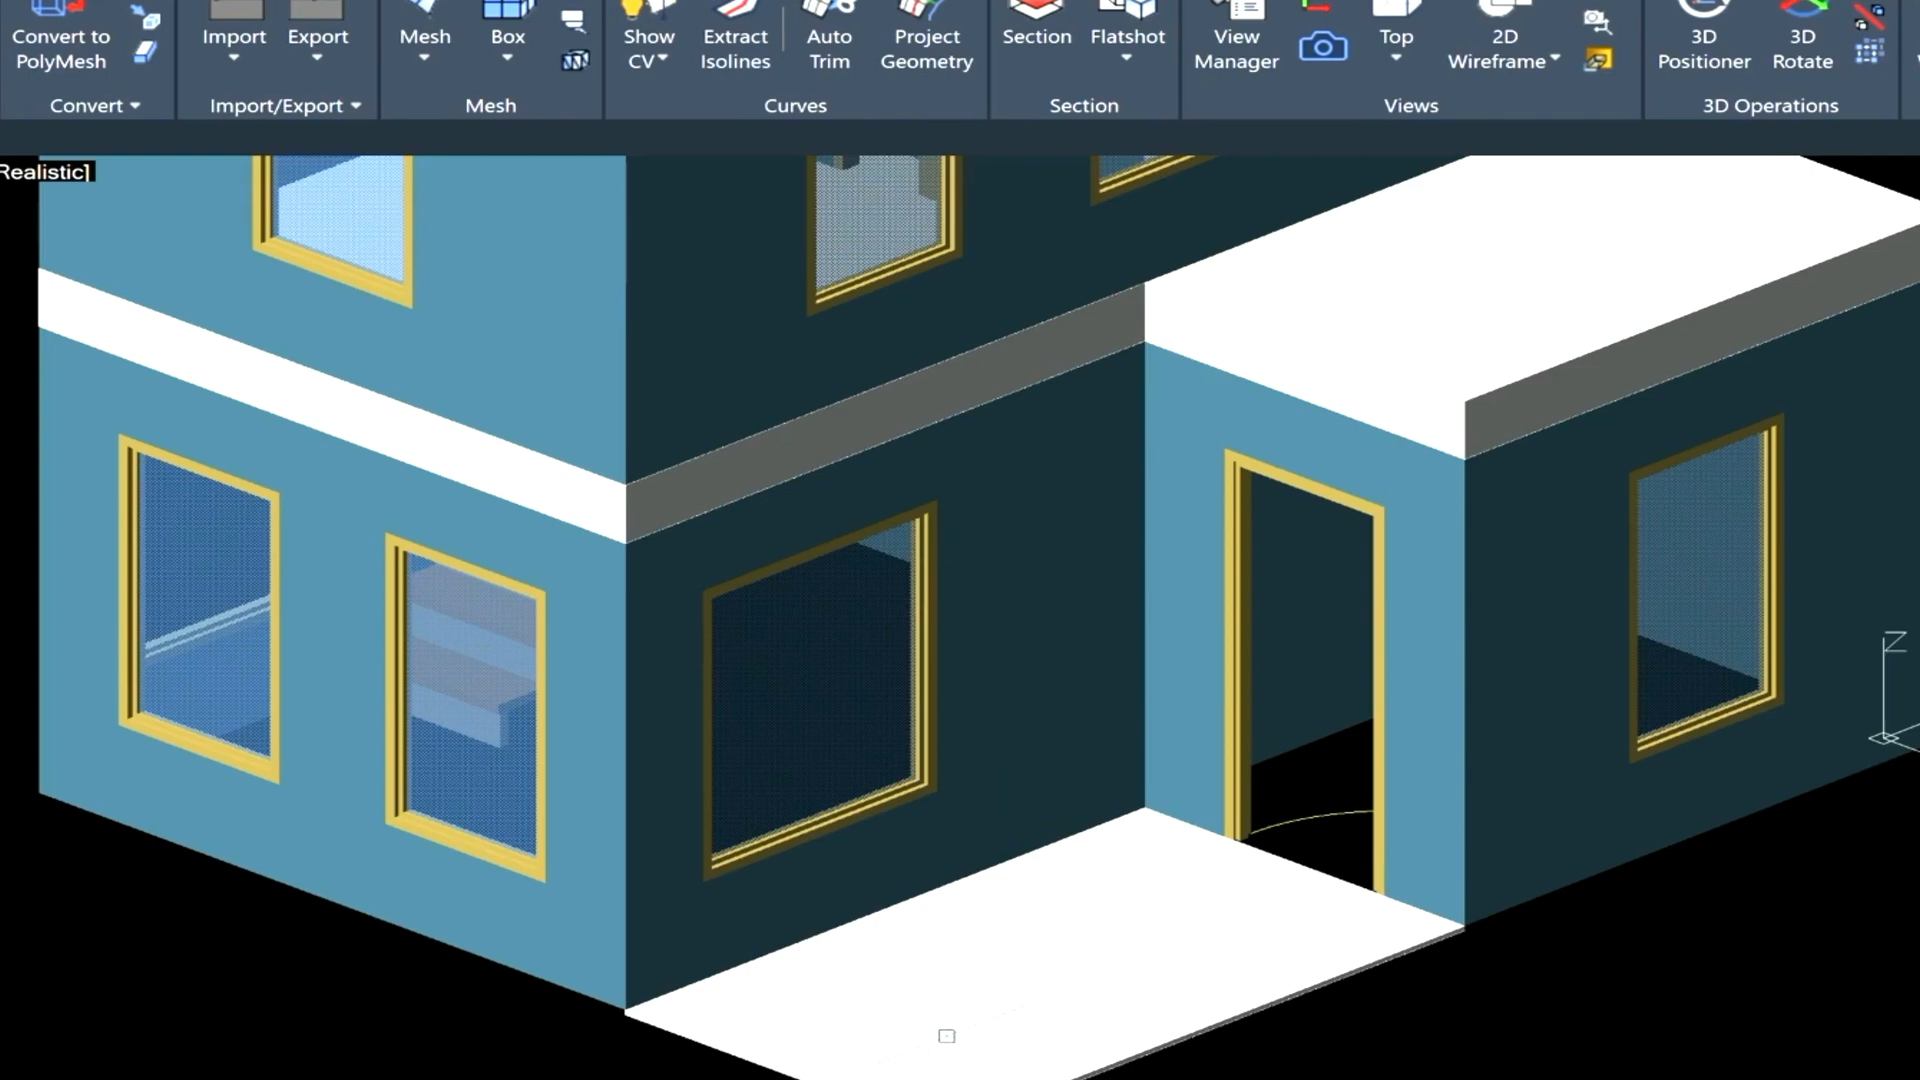 Convert to
PolyMesh
Import
Export
Mesh
Box
Show
CV
Extract
Isolines
Auto
Trim
Project
Geometry
Section
Flatshot
View
Manager
Top
2D
Wireframe
3D
Positioner
3D
Rotate
Convert
Import/Export
Mesh
Curves
Section
Views
3D Operations
Realistic]
Z